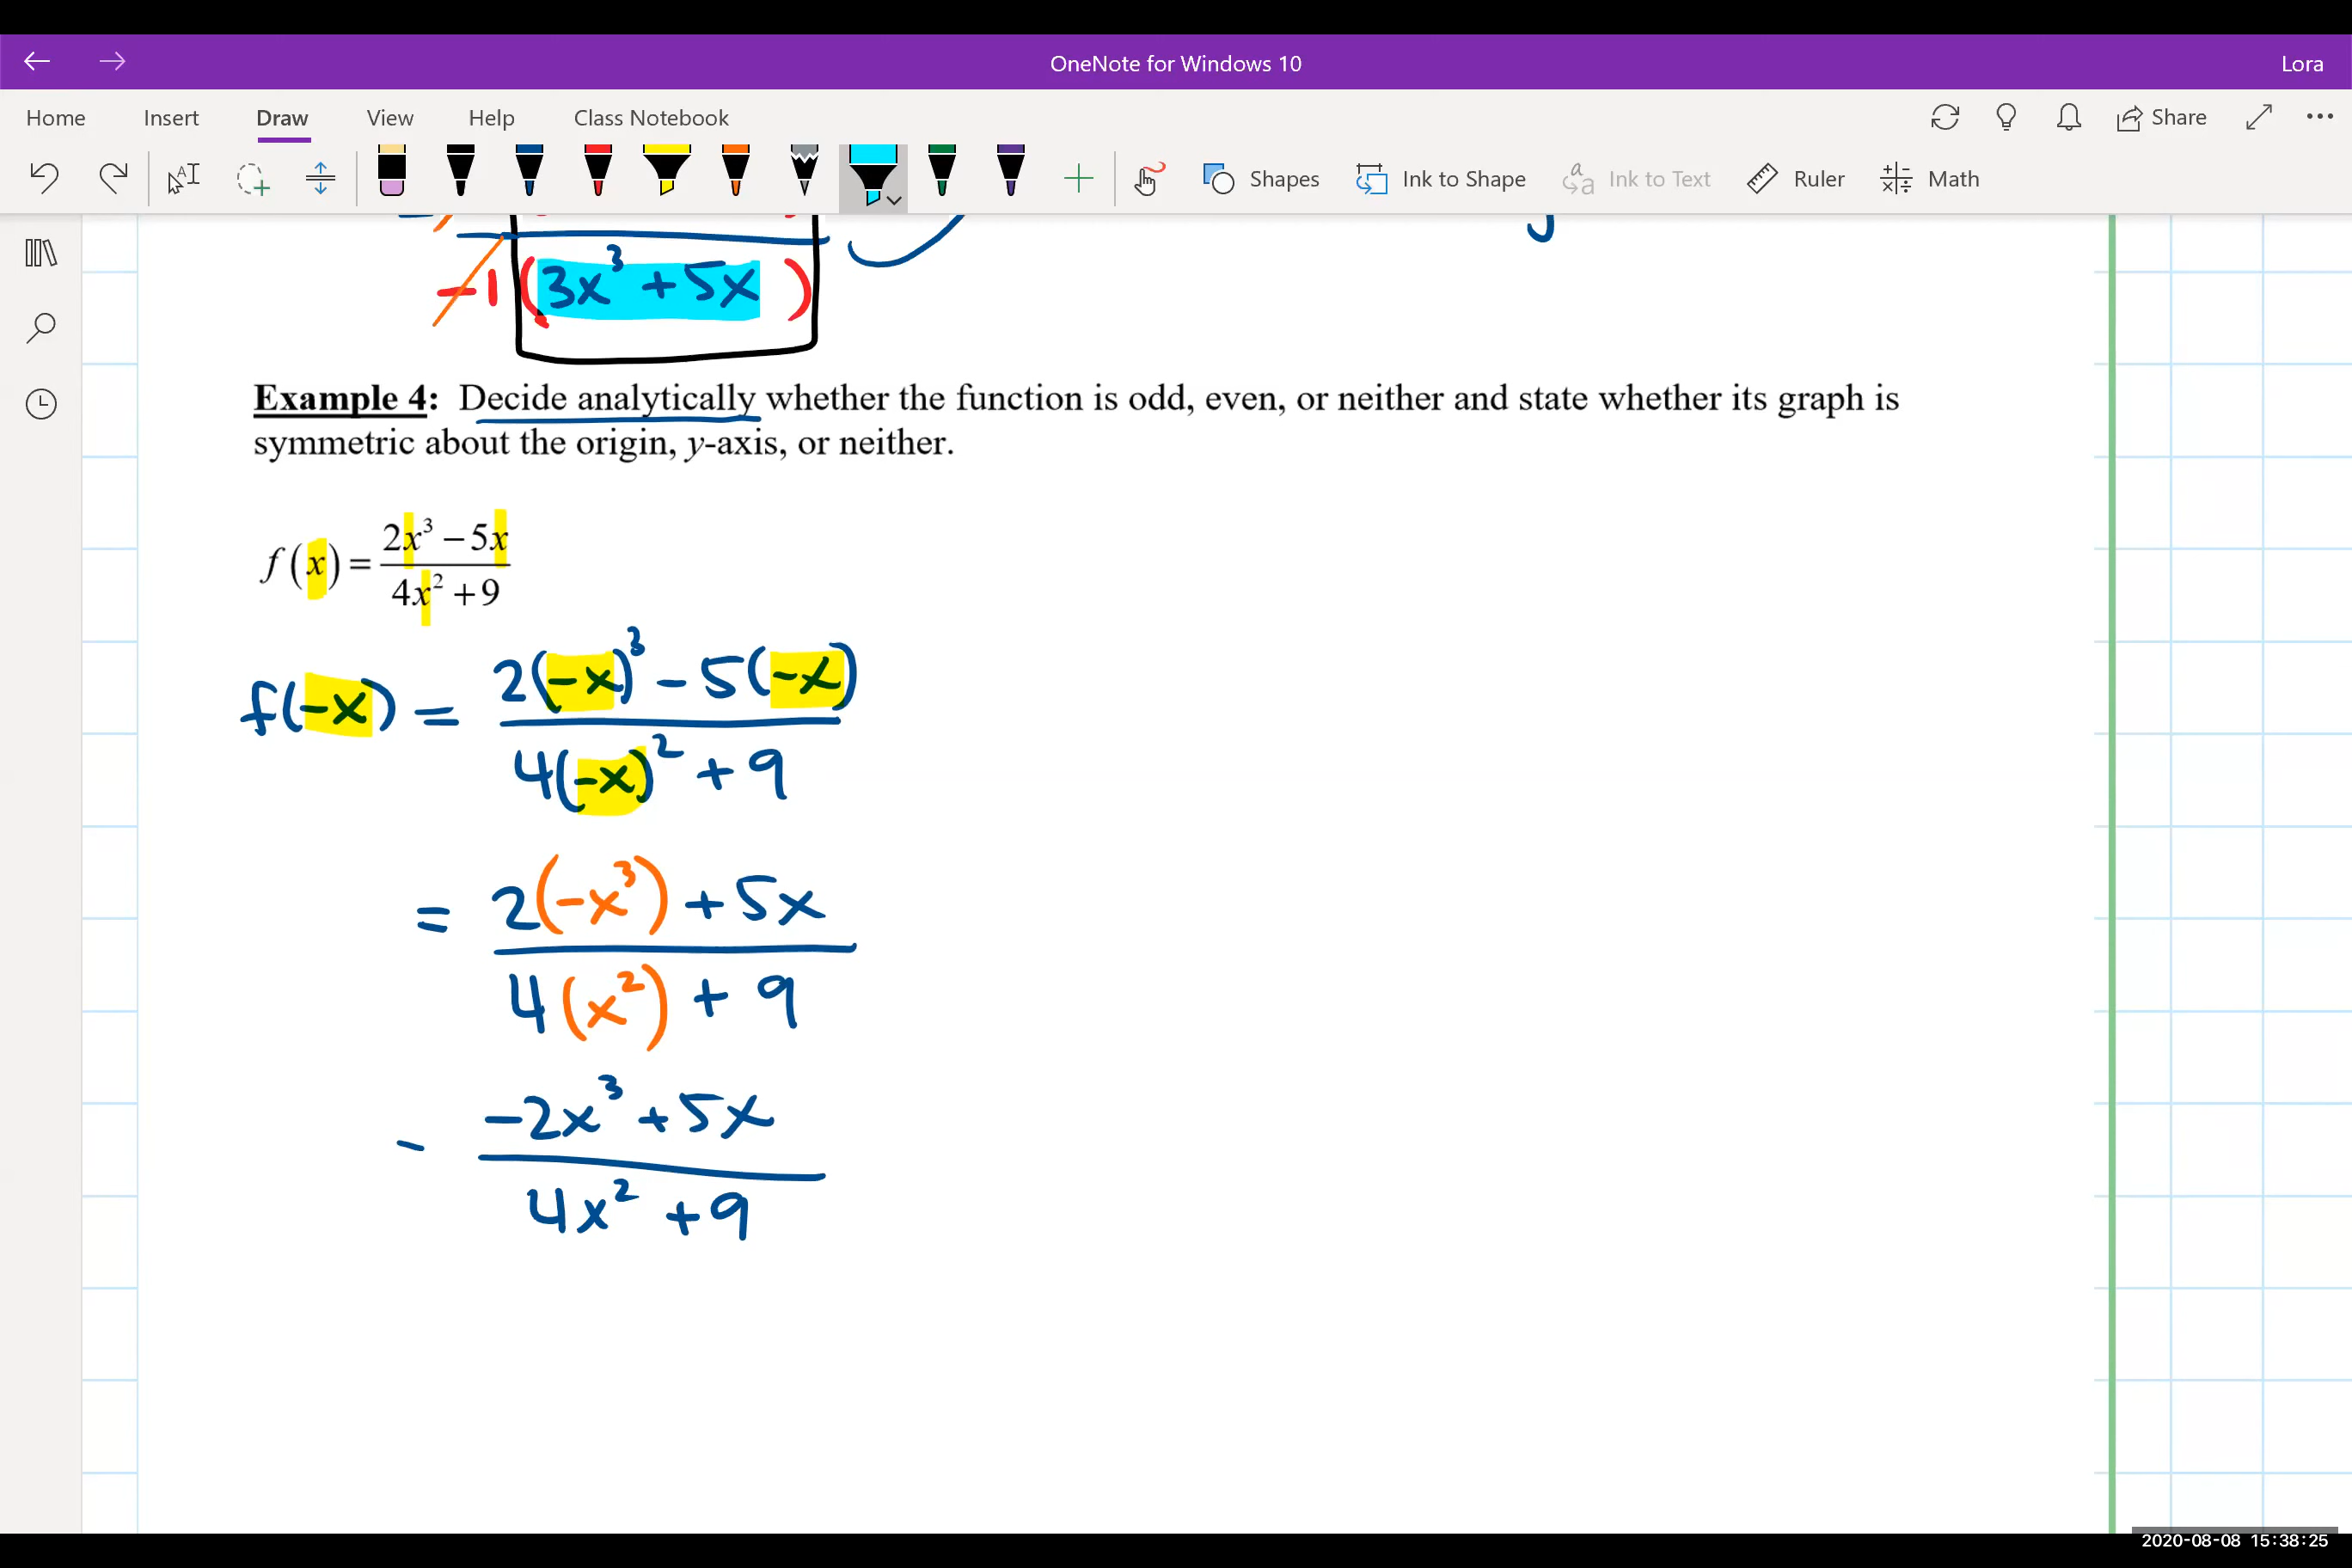 OneNote for Windows 10
Lora
Home Insert Draw View Help Class Notebook Share
Shapes Ink to Shape Ink to Text Ruler Math
-1(3x³ + 5x)
Example 4: Decide analytically whether the function is odd, even, or neither and state whether its graph is
symmetric about the origin, y-axis, or neither.
f(x) = (2x³ − 5x)/(4x² + 9)
f(-x) = (2(-x)³ - 5(-x))/(4(-x)² + 9)
= (2(-x³) + 5x)/(4(x²) + 9)
- (-2x³ + 5x)/(4x² + 9)
2020-08-08 15:38:25